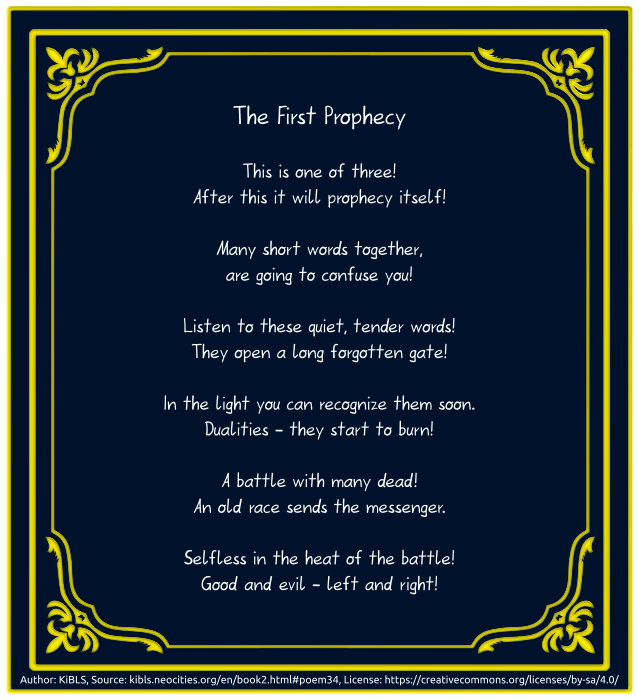 The First Prophecy
This is one of three!
After this it will prophecy itself!
Many short words together,
are going to confuse you!
Listen to these quiet, tender words!
They open a long forgotten gate!
In the light you can recognize them soon.
Dualities – they start to burn!
A battle with many dead!
An old race sends the messenger.
Selfless in the heat of the battle!
Good and evil – left and right!
Author: KiBLS, Source: kibls.neocities.org/en/book2.html#poem34, License: https://creativecommons.org/licenses/by-sa/4.0/